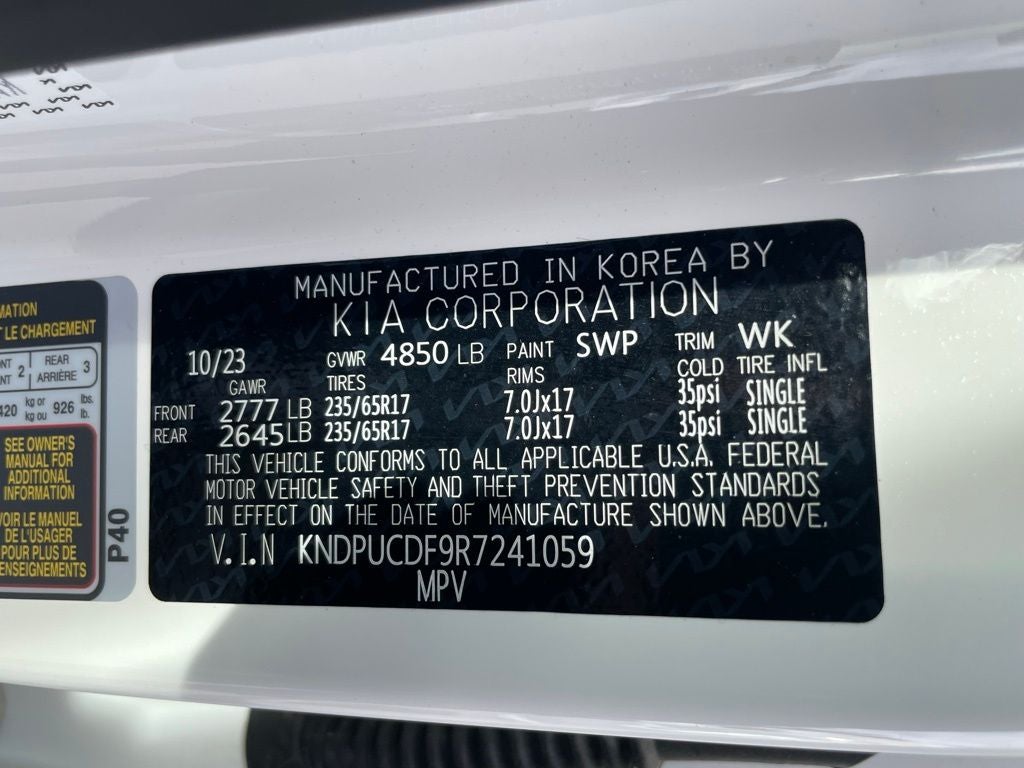 MANUFACTURED IN KOREA BY
KIA CORPORATION
10/23 GVWR 4850 LB PAINT SWP TRIM WK
GAWR TIRES RIMS COLD TIRE INFL
FRONT 2777 LB 235/65R17 7.0Jx17 35psi SINGLE
REAR 2645 LB 235/65R17 7.0Jx17 35psi SINGLE
THIS VEHICLE CONFORMS TO ALL APPLICABLE U.S.A. FEDERAL
MOTOR VEHICLE SAFETY AND THEFT PREVENTION STANDARDS
IN EFFECT ON THE DATE OF MANUFACTURE SHOWN ABOVE.
V.I.N KNDPUCDF9R7241059
MPV
LE CHARGEMENT
2 REAR 3
ARRIÈRE
420 kg or 926 lbs.
kg ou lb.
SEE OWNER'S
MANUAL FOR
ADDITIONAL
INFORMATION
VOIR LE MANUEL
DE L'USAGER
POUR PLUS DE
RENSEIGNEMENTS
P40